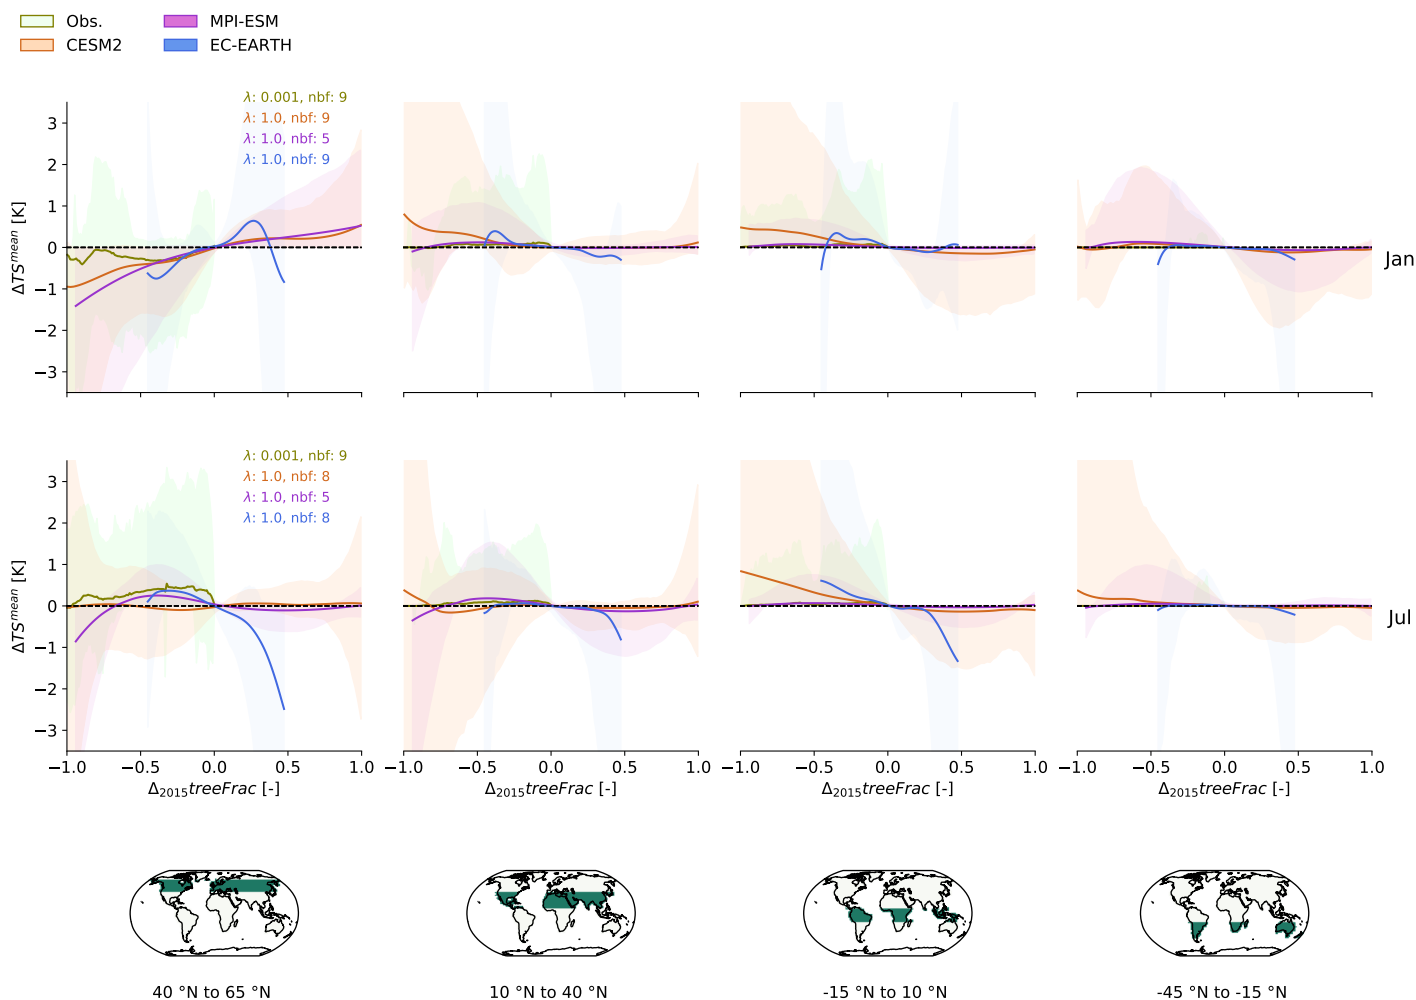 Obs.
CESM2
MPI-ESM
EC-EARTH
λ: 0.001, nbf: 9
λ: 1.0, nbf: 9
λ: 1.0, nbf: 5
λ: 1.0, nbf: 9
3
2
1
0
−1
−2
−3
ΔTS^mean [K]
Jan
λ: 0.001, nbf: 9
λ: 1.0, nbf: 8
λ: 1.0, nbf: 5
λ: 1.0, nbf: 8
3
2
1
0
−1
−2
−3
ΔTS^mean [K]
Jul
−1.0 −0.5 0.0 0.5 1.0
−1.0 −0.5 0.0 0.5 1.0
−1.0 −0.5 0.0 0.5 1.0
−1.0 −0.5 0.0 0.5 1.0
Δ₂₀₁₅treeFrac [-]
Δ₂₀₁₅treeFrac [-]
Δ₂₀₁₅treeFrac [-]
Δ₂₀₁₅treeFrac [-]
40 °N to 65 °N
10 °N to 40 °N
-15 °N to 10 °N
-45 °N to -15 °N